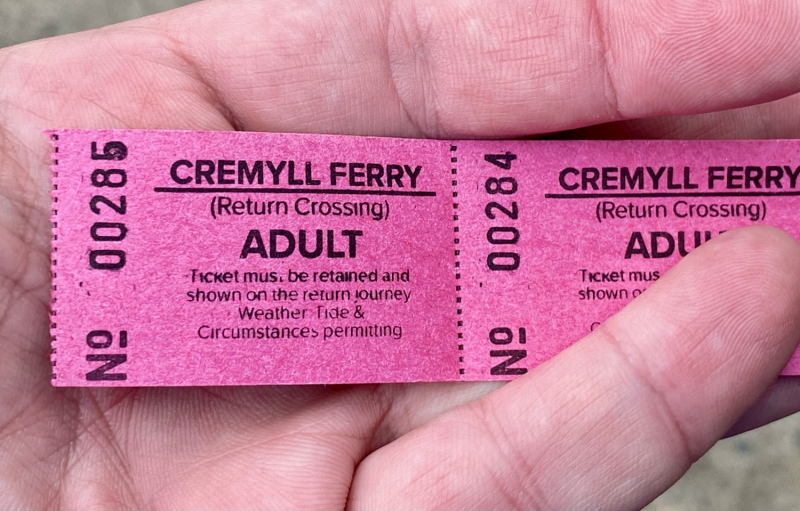 Nº 00285
CREMYLL FERRY
(Return Crossing)
ADULT
Ticket must be retained and
shown on the return journey
Weather Tide &
Circumstances permitting
Nº 00284
CREMYLL FERRY
(Return Crossing)
ADU
Ticket mus
shown o